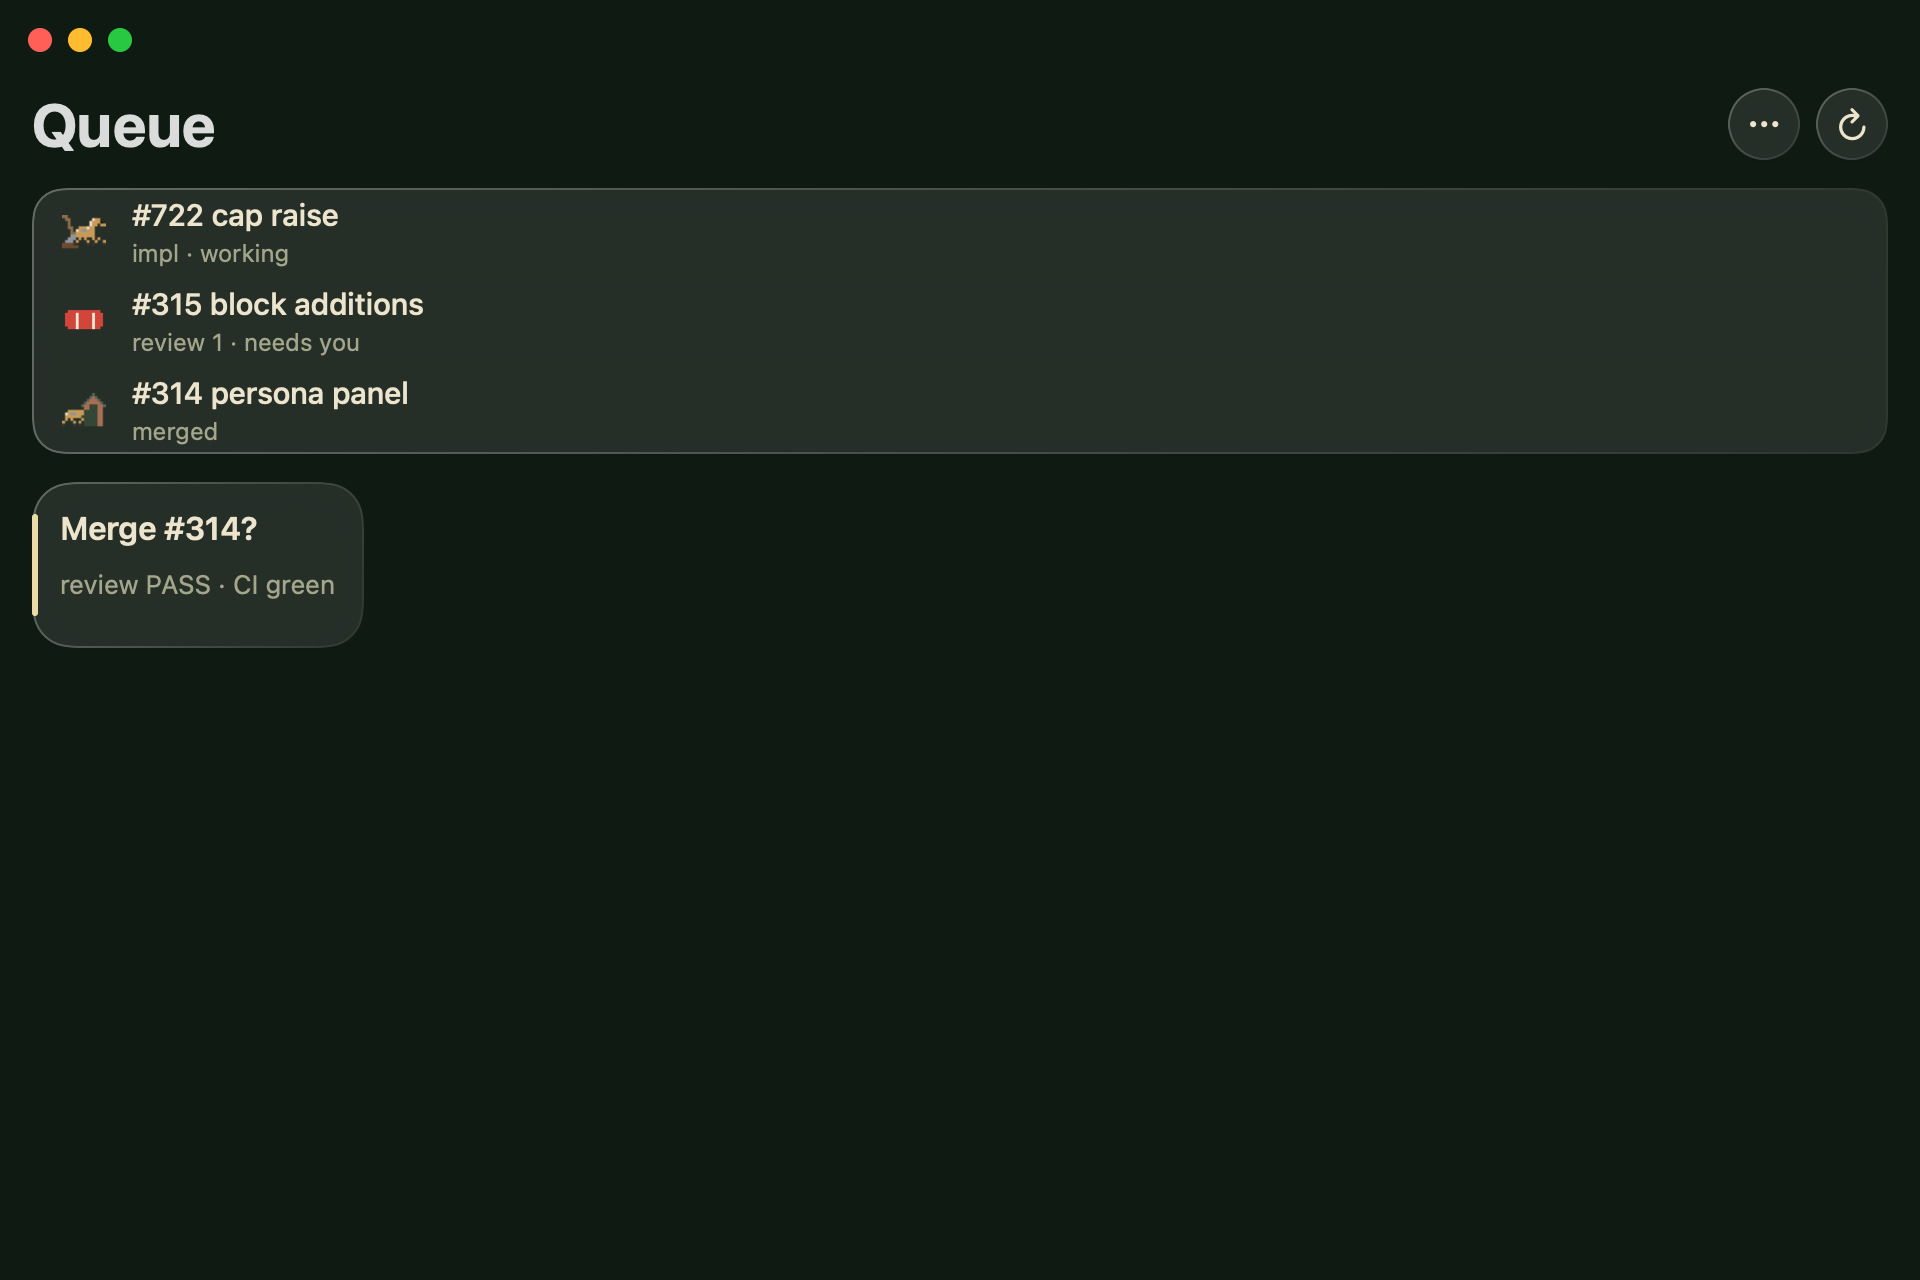 Queue
#722 cap raise
impl · working
#315 block additions
review 1 · needs you
#314 persona panel
merged
Merge #314?
review PASS · CI green